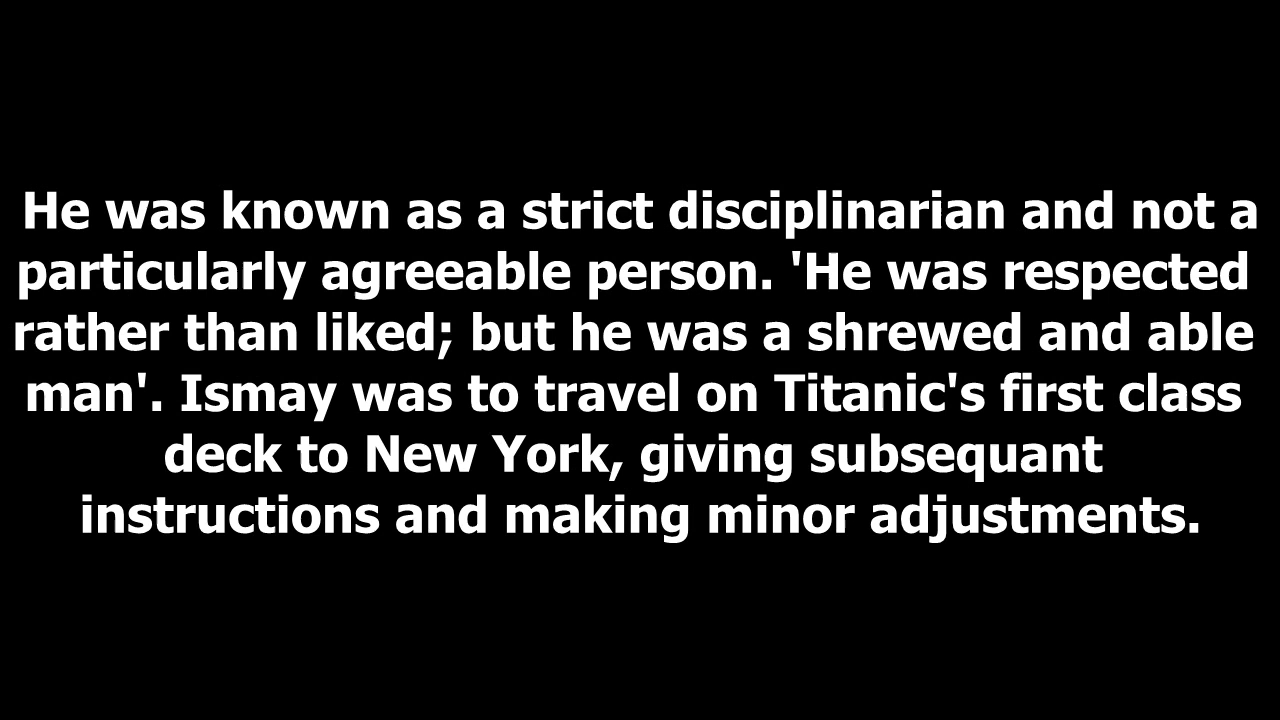 He was known as a strict disciplinarian and not a
particularly agreeable person. 'He was respected
rather than liked; but he was a shrewed and able
man'. Ismay was to travel on Titanic's first class
deck to New York, giving subsequant
instructions and making minor adjustments.